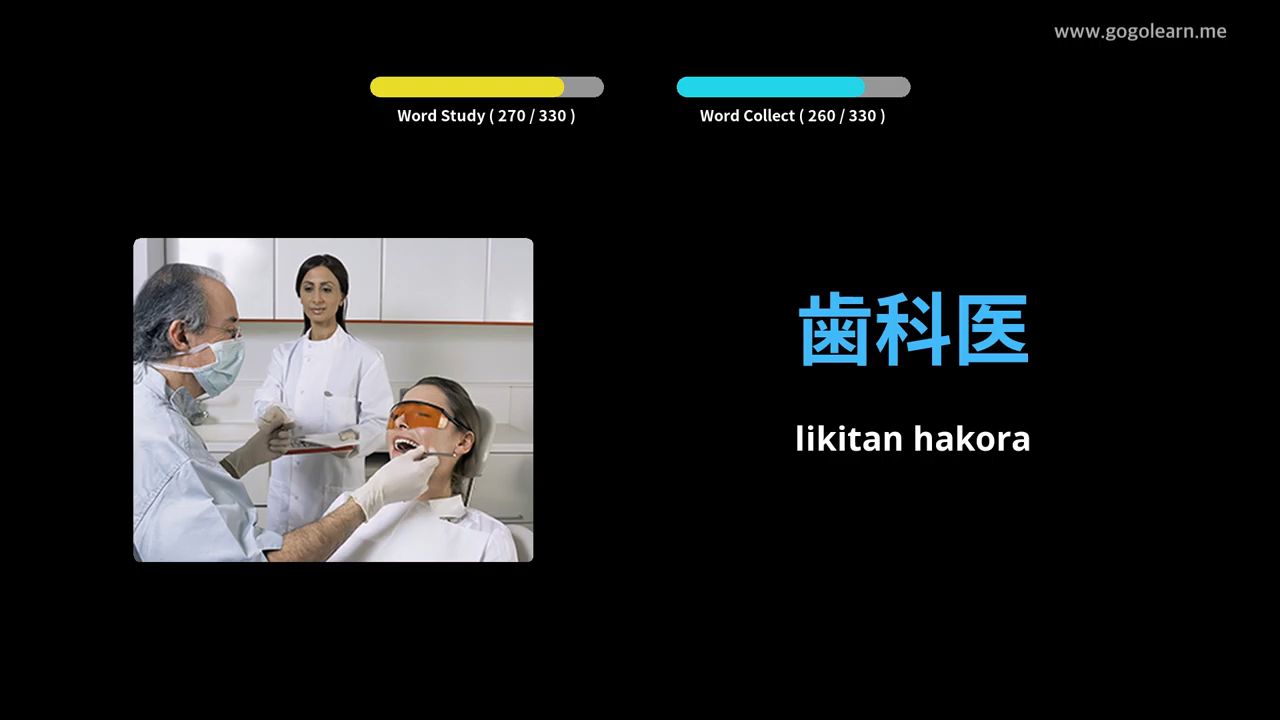 www.gogolearn.me
Word Study ( 270 / 330 )
Word Collect ( 260 / 330 )
歯科医
likitan hakora